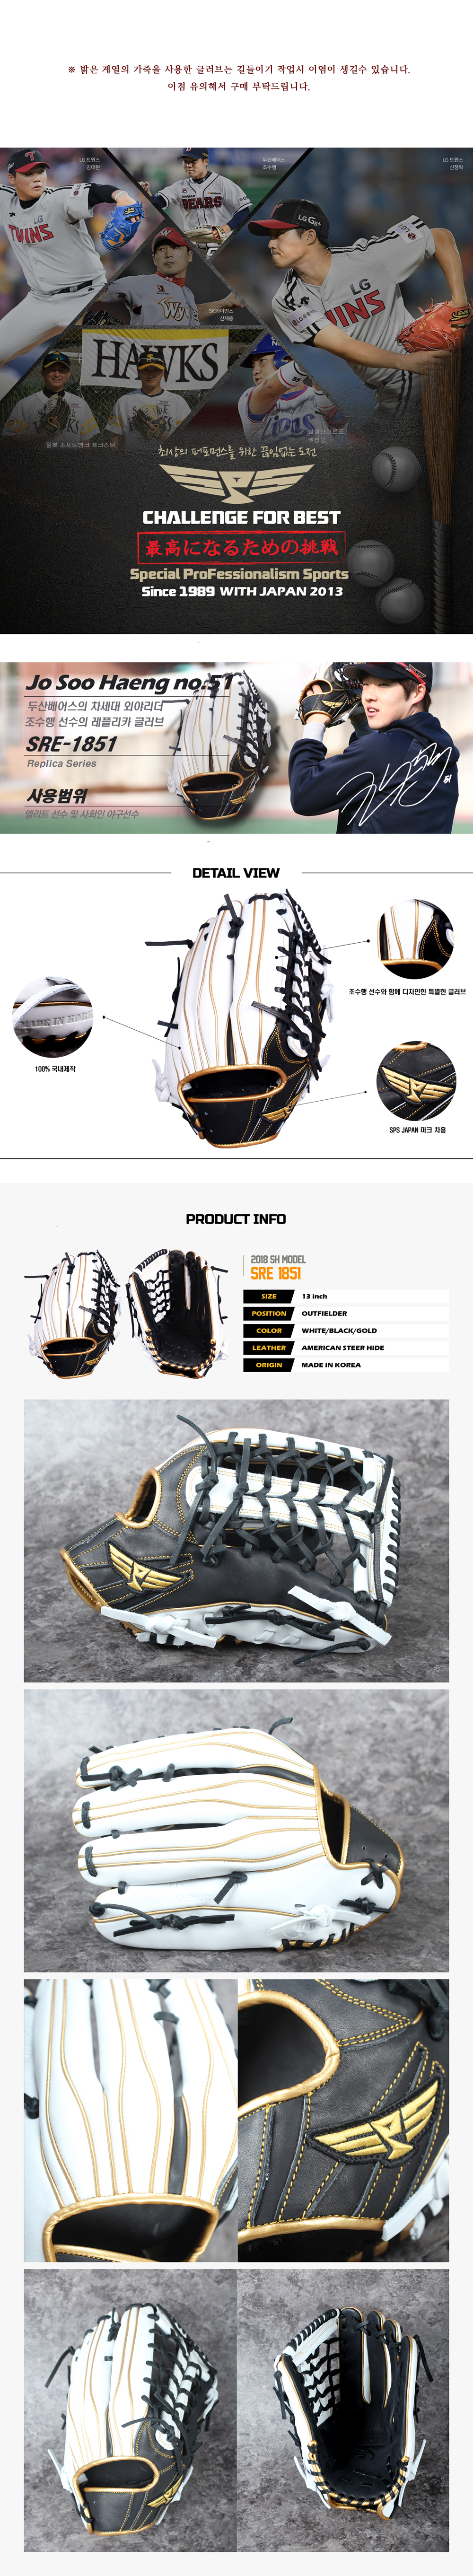 ※ 밝은 계열의 가죽을 사용한 글러브는 길들이기 작업시 이염이 생길수 있습니다.
이점 유의해서 구매 부탁드립니다.
LG 트윈스
김대현
두산베어스
조수행
LG 트윈스
신정락
TWINS
BEARS
LG
TWINS
SK와이번스
신재웅
HAWKS
일본 소프트뱅크 호크스팀
최상의 퍼포먼스를 위한 끊임없는 도전
SPS
CHALLENGE FOR BEST
最高になるための挑戦
Special ProFessionalism Sports
Since 1989 WITH JAPAN 2013
Jo Soo Haeng no.51
두산베어스의 차세대 외야리더
조수행 선수의 레플리카 글러브
SRE-1851
Replica Series
사용범위
엘리트 선수 및 사회인 야구선수
DETAIL VIEW
조수행 선수와 함께 디자인한 특별한 글러브
MADE IN KOREA
100% 국내제작
SPS JAPAN 마크 차용
PRODUCT INFO
2018 SH MODEL
SRE 1851
SIZE 13 inch
POSITION OUTFIELDER
COLOR WHITE/BLACK/GOLD
LEATHER AMERICAN STEER HIDE
ORIGIN MADE IN KOREA